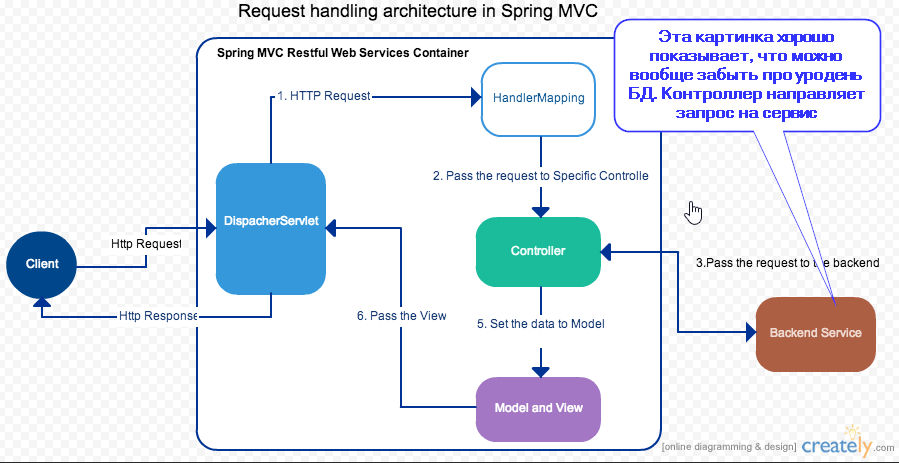 Request handling architecture in Spring MVC
Spring MVC Restful Web Services Container
Эта картинка хорошо
показывает, что можно
вообще забыть про уродень
БД. Контроллер направляет
запрос на сервис
1. HTTP Request
HandlerMapping
2. Pass the request to Specific Controlle
DispacherServlet
Http Request
Client
Controller
3.Pass the request to the backend
Http Response
6. Pass the View
5. Set the data to Model
Backend Service
Model and View
[online diagramming & design] creately.com